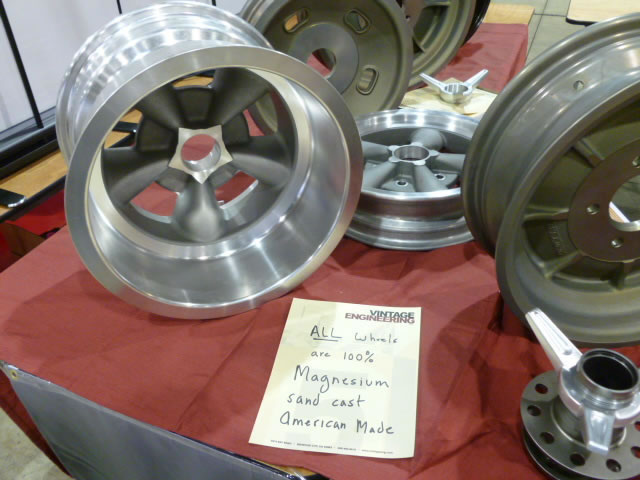 VINTAGE
ENGINEERING
ALL Wheels
are 100%
Magnesium
sand cast
American Made